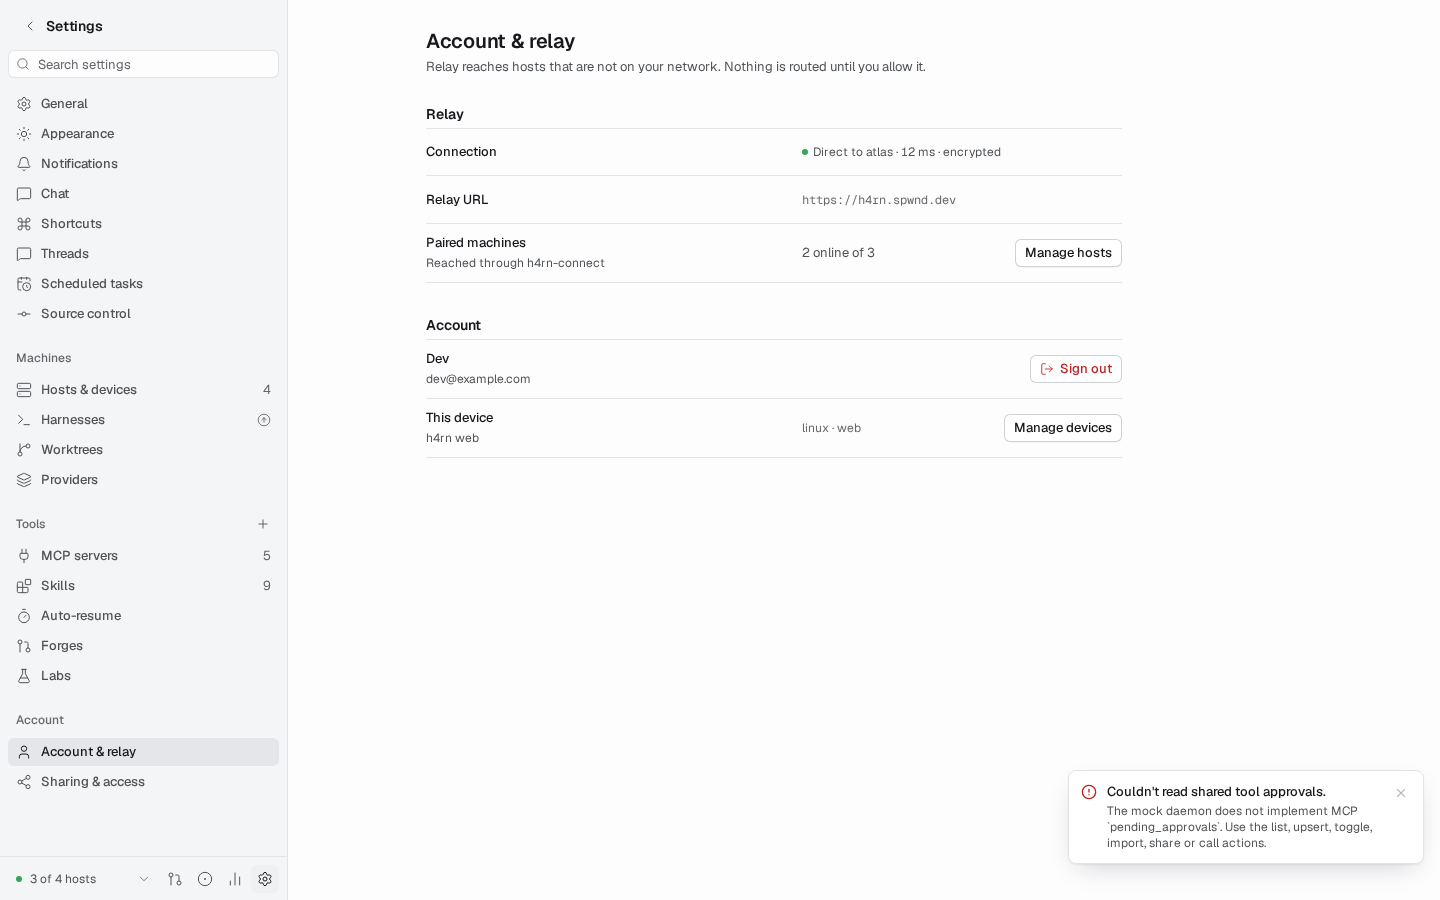 Settings
Search settings
General
Appearance
Notifications
Chat
Shortcuts
Threads
Scheduled tasks
Source control
Machines
Hosts & devices 4
Harnesses
Worktrees
Providers
Tools
MCP servers 5
Skills 9
Auto-resume
Forges
Labs
Account
Account & relay
Sharing & access
3 of 4 hosts
Account & relay
Relay reaches hosts that are not on your network. Nothing is routed until you allow it.
Relay
Connection Direct to atlas · 12 ms · encrypted
Relay URL https://h4rn.spwnd.dev
Paired machines
Reached through h4rn-connect
2 online of 3
Manage hosts
Account
Dev
dev@example.com
Sign out
This device
h4rn web
linux · web
Manage devices
Couldn't read shared tool approvals.
The mock daemon does not implement MCP
`pending_approvals`. Use the list, upsert, toggle,
import, share or call actions.